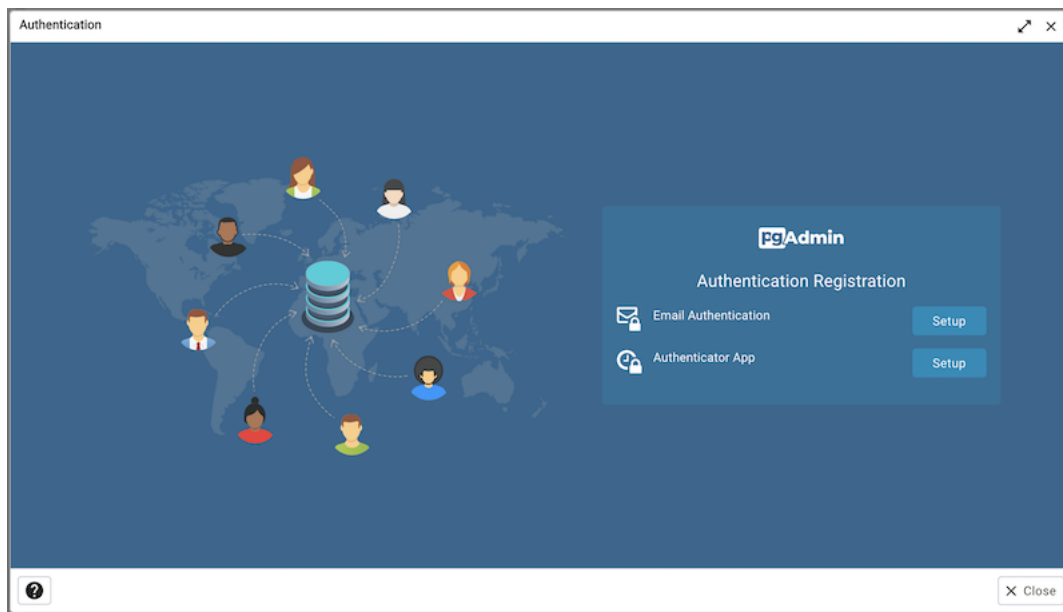 Authentication
pgAdmin
Authentication Registration
Email Authentication
Setup
Authenticator App
Setup
? 
Close